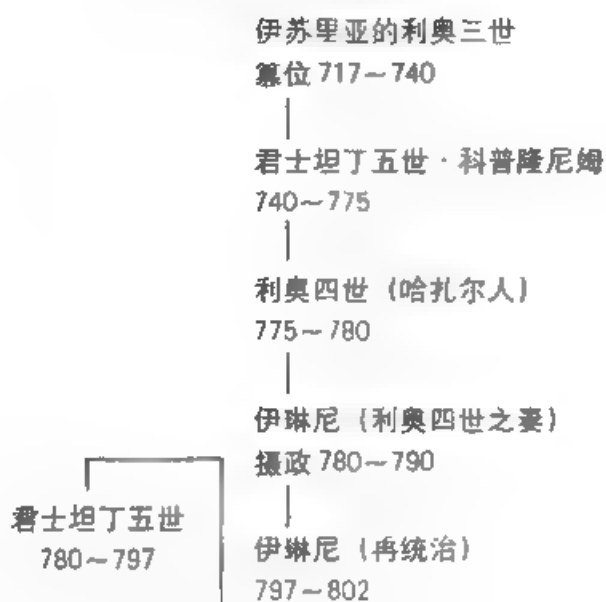 伊苏里亚的利奥三世
篡位 717～740
君士坦丁五世·科普隆尼姆
740～775
利奥四世（哈扎尔人）
775～780
伊琳尼（利奥四世之妻）
摄政 780～790
君士坦丁五世
780～797
伊琳尼（再统治）
797～802